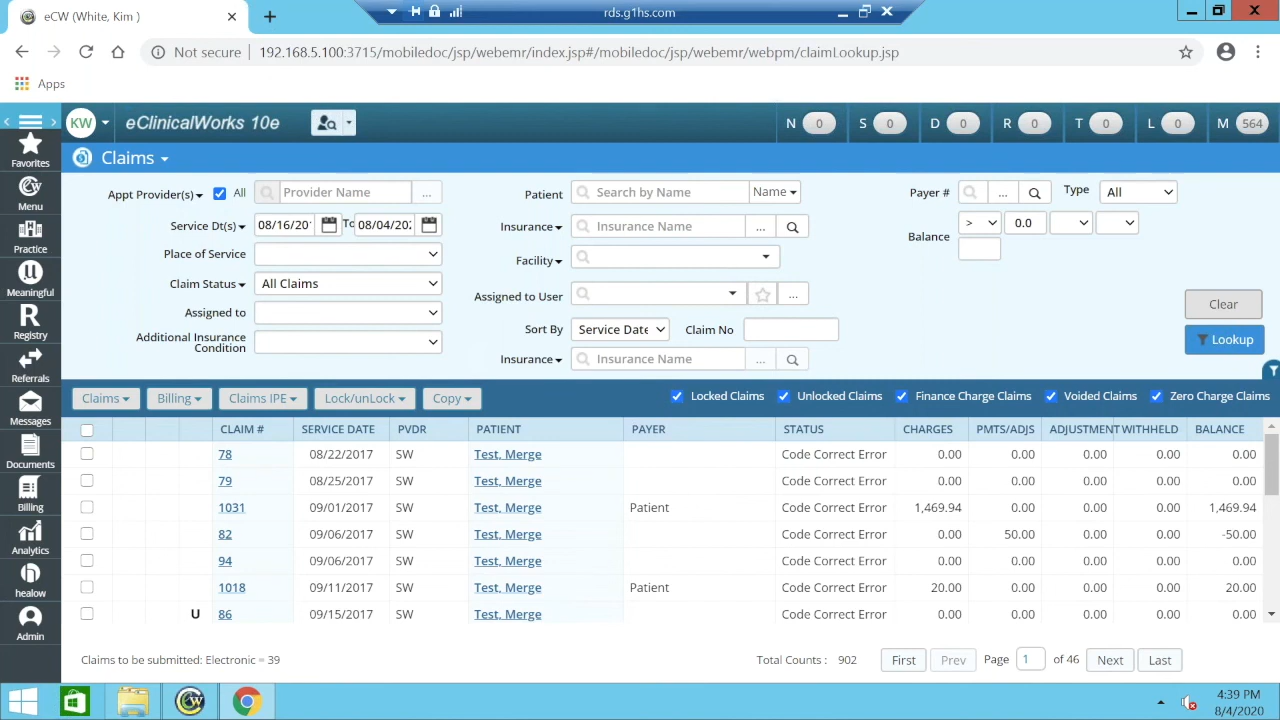 eCW (White, Kim )
rds.g1hs.com
Not secure
192.168.5.100:3715/mobiledoc/jsp/webemr/index.jsp#/mobiledoc/jsp/webemr/webpm/claimLookup.jsp
Apps
KW
eClinicalWorks 10e
N 0 S 0 D 0 R 0 T 0 L 0 M 564
Favorites
Menu
Practice
Meaningful
Registry
Referrals
Messages
Documents
Billing
Analytics
healow
Admin
Claims
Appt Provider(s) All Provider Name ... Patient Search by Name Name Payer # ... Type All
Service Dt(s) 08/16/20 To 08/04/20 Insurance Insurance Name ... Balance > 0.0
Place of Service Facility
Claim Status All Claims
Assigned to Assigned to User ... Clear
Additional Insurance Condition Sort By Service Date Claim No Lookup
Insurance Insurance Name ...
Claims Billing Claims IPE Lock/unLock Copy Locked Claims Unlocked Claims Finance Charge Claims Voided Claims Zero Charge Claims
CLAIM # SERVICE DATE PVDR PATIENT PAYER STATUS CHARGES PMTS/ADJS ADJUSTMENT WITHHELD BALANCE
78 08/22/2017 SW Test, Merge Code Correct Error 0.00 0.00 0.00 0.00 0.00
79 08/25/2017 SW Test, Merge Code Correct Error 0.00 0.00 0.00 0.00 0.00
1031 09/01/2017 SW Test, Merge Patient Code Correct Error 1,469.94 0.00 0.00 0.00 1,469.94
82 09/06/2017 SW Test, Merge Code Correct Error 0.00 50.00 0.00 0.00 -50.00
94 09/06/2017 SW Test, Merge Code Correct Error 0.00 0.00 0.00 0.00 0.00
1018 09/11/2017 SW Test, Merge Patient Code Correct Error 20.00 0.00 0.00 0.00 20.00
U 86 09/15/2017 SW Test, Merge Code Correct Error 0.00 0.00 0.00 0.00 0.00
Claims to be submitted: Electronic = 39 Total Counts : 902 First Prev Page 1 of 46 Next Last
4:39 PM
8/4/2020